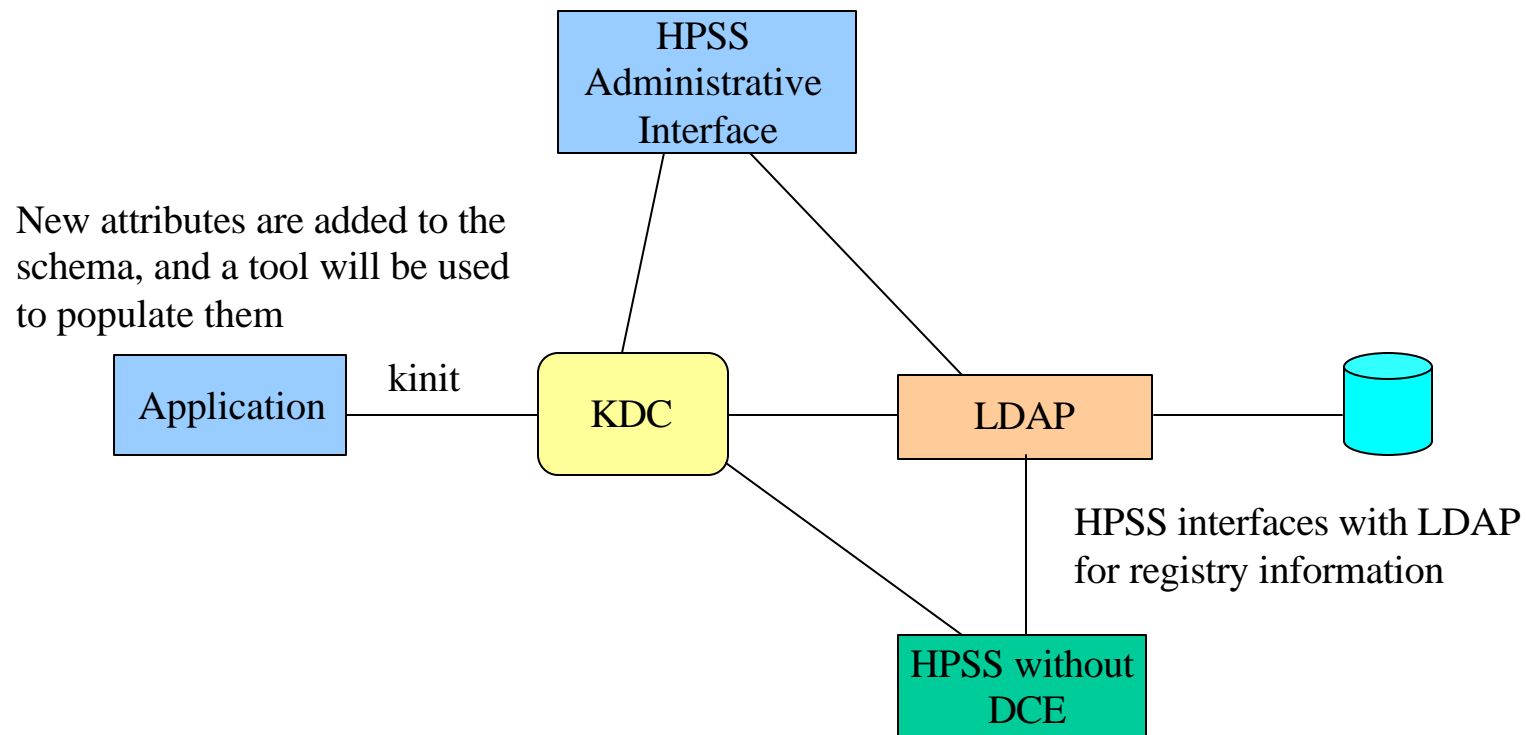 HPSS
Administrative
Interface
New attributes are added to the
schema, and a tool will be used
to populate them
Application
kinit
KDC
LDAP
HPSS interfaces with LDAP
for registry information
HPSS without
DCE